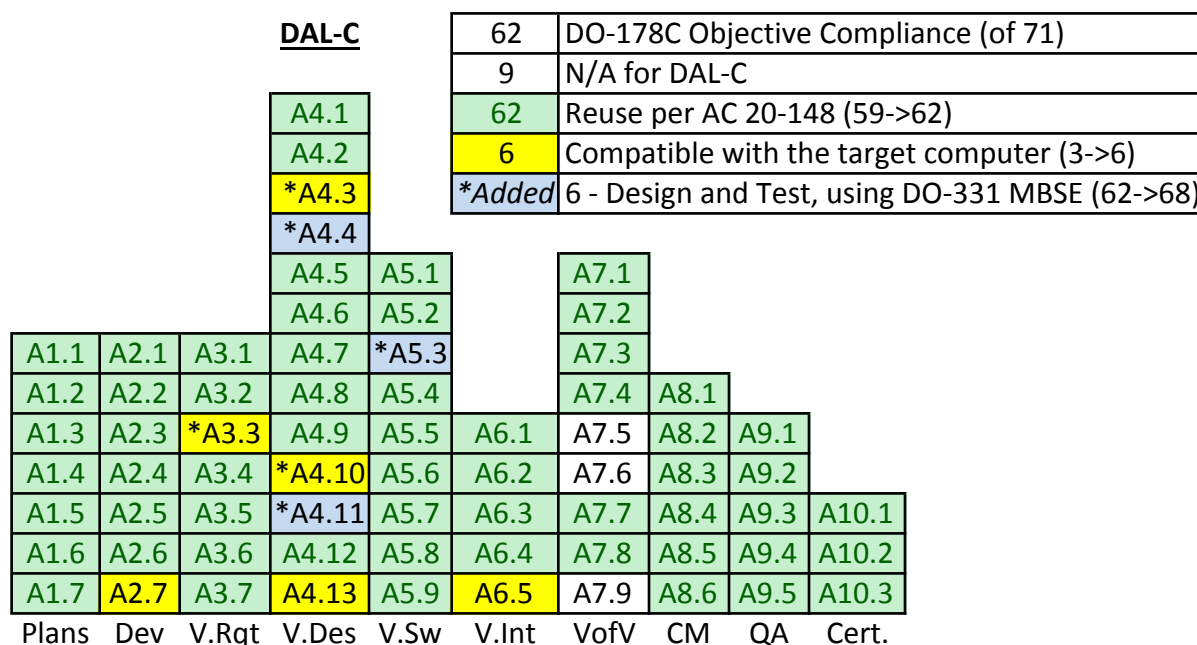 DAL-C
62 DO-178C Objective Compliance (of 71)
9 N/A for DAL-C
A4.1 62 Reuse per AC 20-148 (59->62)
A4.2 6 Compatible with the target computer (3->6)
*A4.3 *Added 6 - Design and Test, using DO-331 MBSE (62->68)
*A4.4
A4.5 A5.1 A7.1
A4.6 A5.2 A7.2
A1.1 A2.1 A3.1 A4.7 *A5.3 A7.3
A1.2 A2.2 A3.2 A4.8 A5.4 A7.4 A8.1
A1.3 A2.3 *A3.3 A4.9 A5.5 A6.1 A7.5 A8.2 A9.1
A1.4 A2.4 A3.4 *A4.10 A5.6 A6.2 A7.6 A8.3 A9.2
A1.5 A2.5 A3.5 *A4.11 A5.7 A6.3 A7.7 A8.4 A9.3 A10.1
A1.6 A2.6 A3.6 A4.12 A5.8 A6.4 A7.8 A8.5 A9.4 A10.2
A1.7 A2.7 A3.7 A4.13 A5.9 A6.5 A7.9 A8.6 A9.5 A10.3
Plans Dev V.Rqt V.Des V.Sw V.Int VofV CM QA Cert.